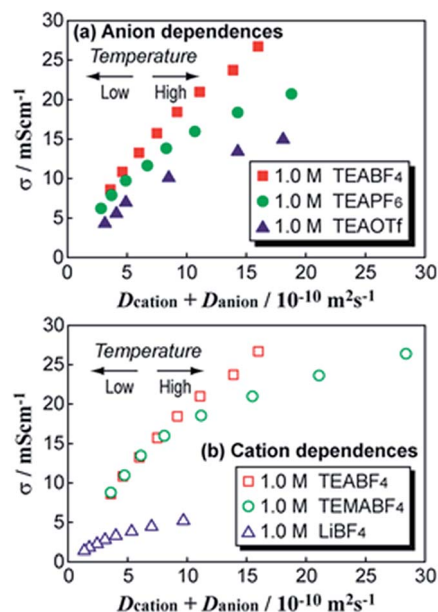 (a) Anion dependences
Temperature
Low High
σ / mScm⁻¹
30
25
20
15
10
5
0
1.0 M TEABF₄
1.0 M TEAPF₆
1.0 M TEAOTf
0 5 10 15 20 25 30
Dcation + Danion / 10⁻¹⁰ m²s⁻¹
Temperature
Low High
(b) Cation dependences
σ / mScm⁻¹
30
25
20
15
10
5
0
1.0 M TEABF₄
1.0 M TEMABF₄
1.0 M LiBF₄
0 5 10 15 20 25 30
Dcation + Danion / 10⁻¹⁰ m²s⁻¹